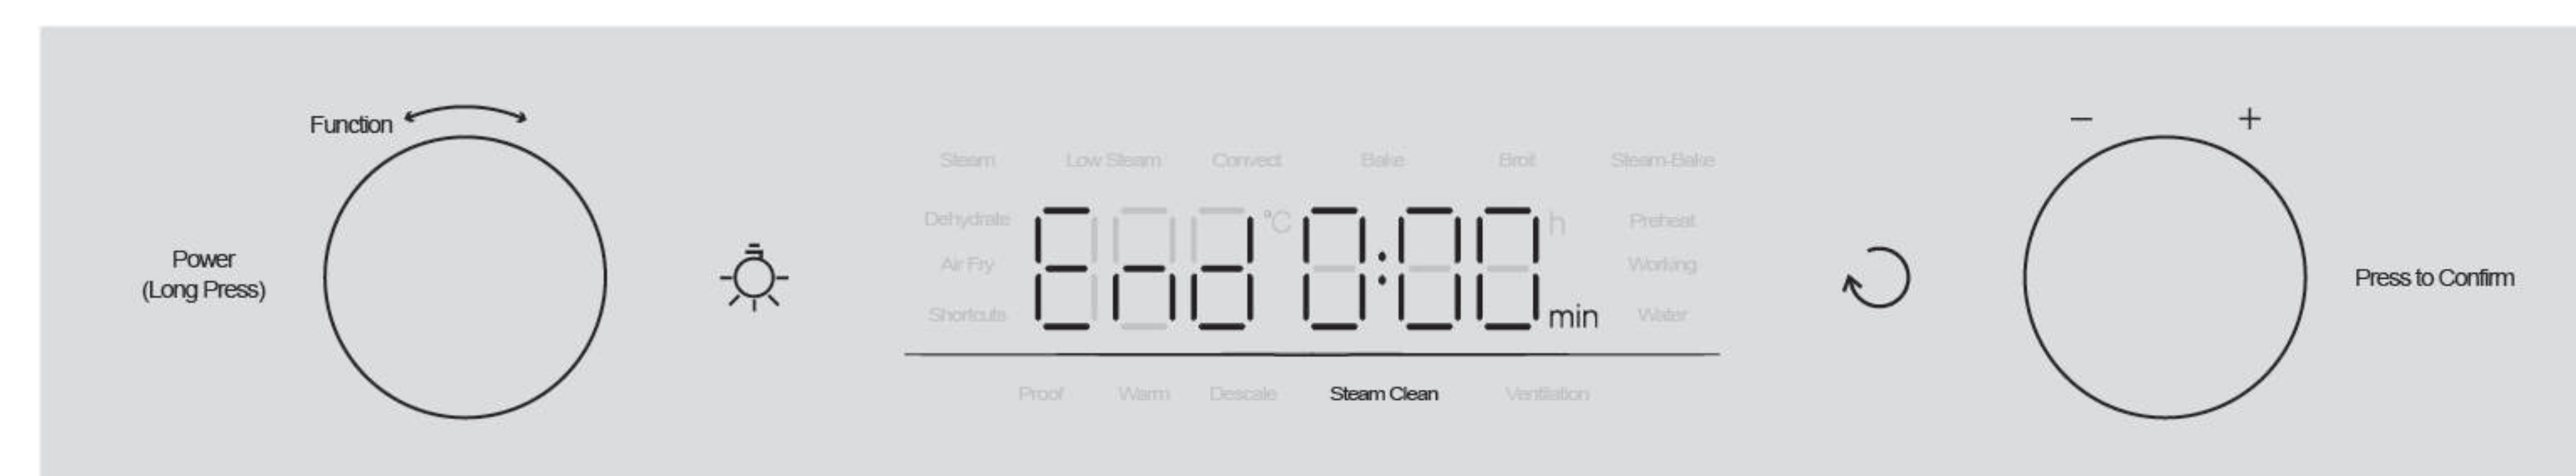 Function
− +
Steam Low Steam Convect Bake Broil Steam-Bake
Dehydrate °C h Preheat
Air Fry End 0:00 Working
Power
(Long Press)
Press to Confirm
Shortcuts min Water
Proof Warm Descale Steam Clean Ventilation